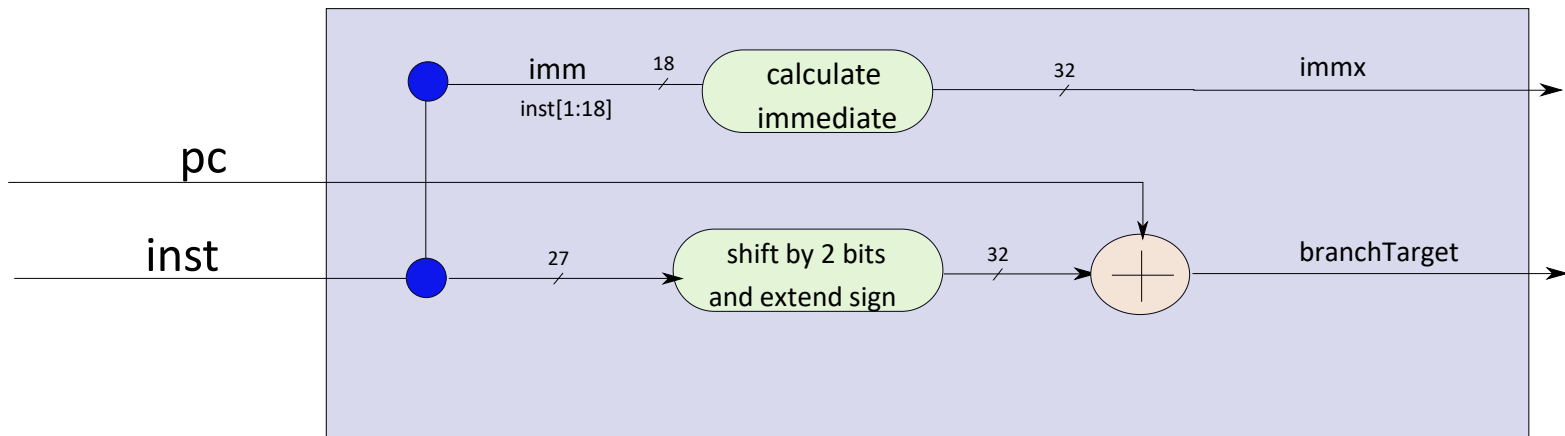 imm
18
inst[1:18]
calculate
immediate
32
immx
pc
inst
27
shift by 2 bits
and extend sign
32
branchTarget